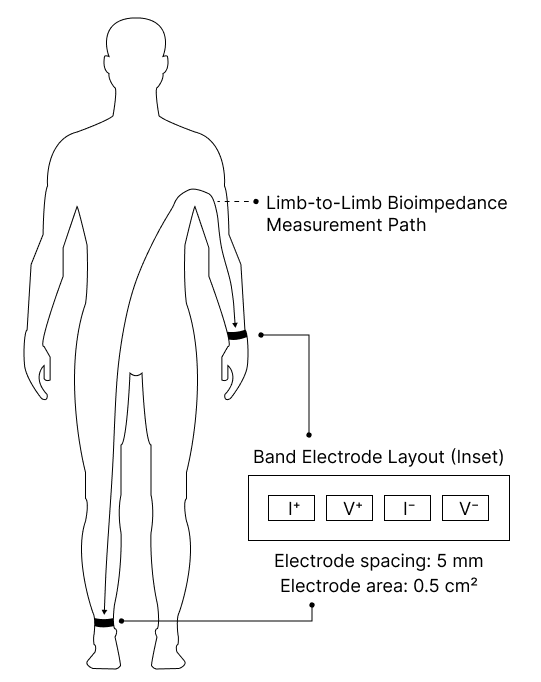 Limb-to-Limb Bioimpedance
Measurement Path
Band Electrode Layout (Inset)
I⁺ V⁺ I⁻ V⁻
Electrode spacing: 5 mm
Electrode area: 0.5 cm²